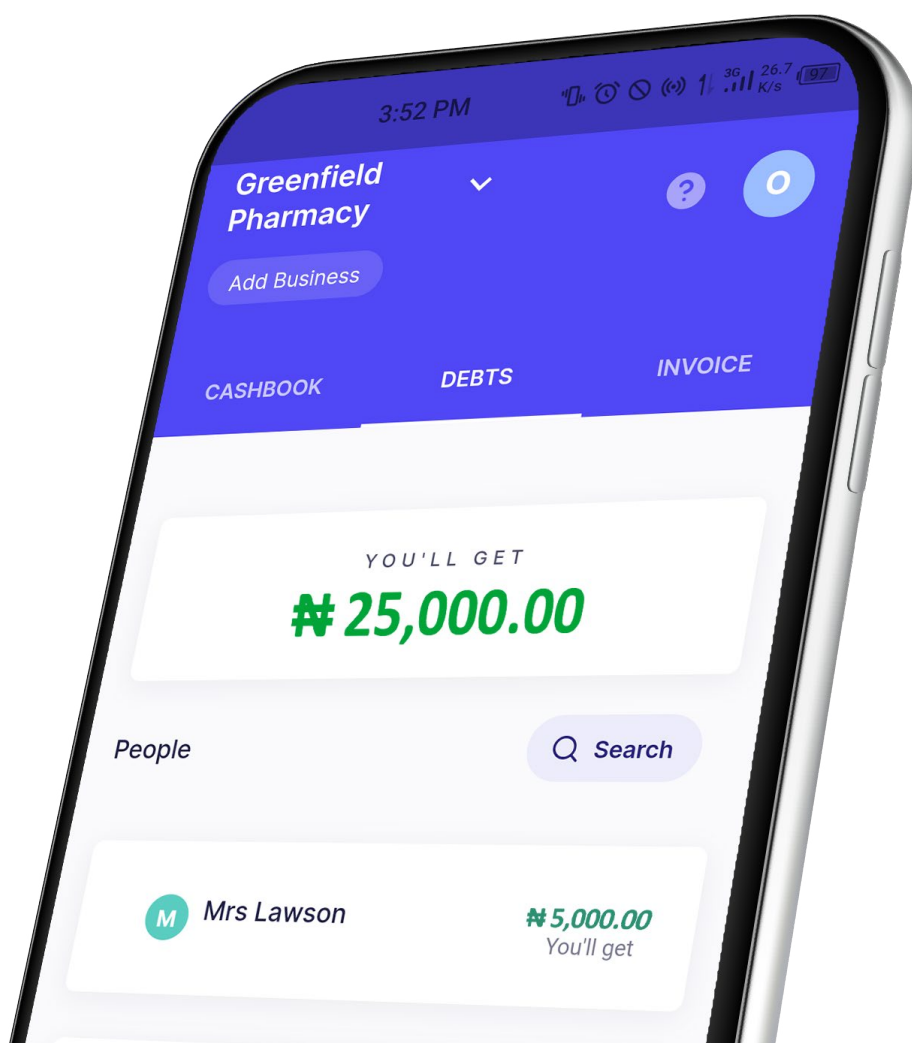 3:52 PM
3G 26.7 K/s 97
Greenfield
Pharmacy
?
O
Add Business
CASHBOOK DEBTS INVOICE
YOU'LL GET
₦ 25,000.00
People
Search
M Mrs Lawson ₦ 5,000.00
You'll get